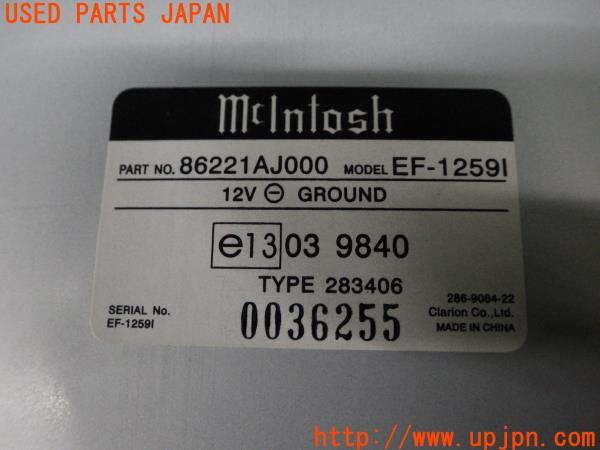 USED PARTS JAPAN
McIntosh
PART NO. 86221AJ000 MODEL EF-1259I
12V ⊖ GROUND
e13 03 9840
TYPE 283406
0036255
SERIAL No.
EF-1259I
286-9064-22
Clarion Co., Ltd.
MADE IN CHINA
http://www.upjpn.com/